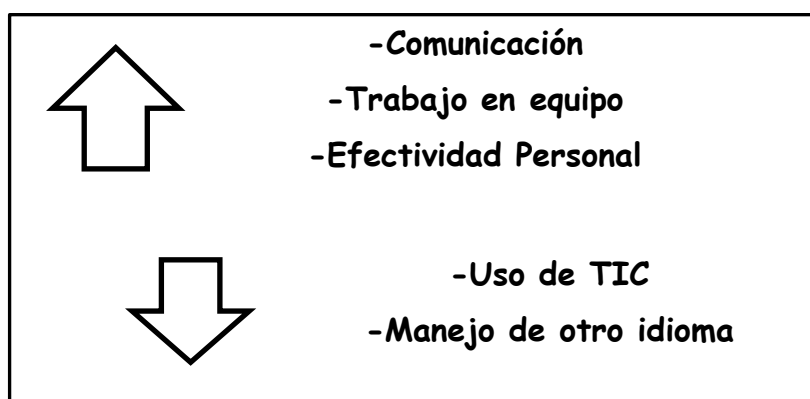 -Comunicación
-Trabajo en equipo
-Efectividad Personal
-Uso de TIC
-Manejo de otro idioma